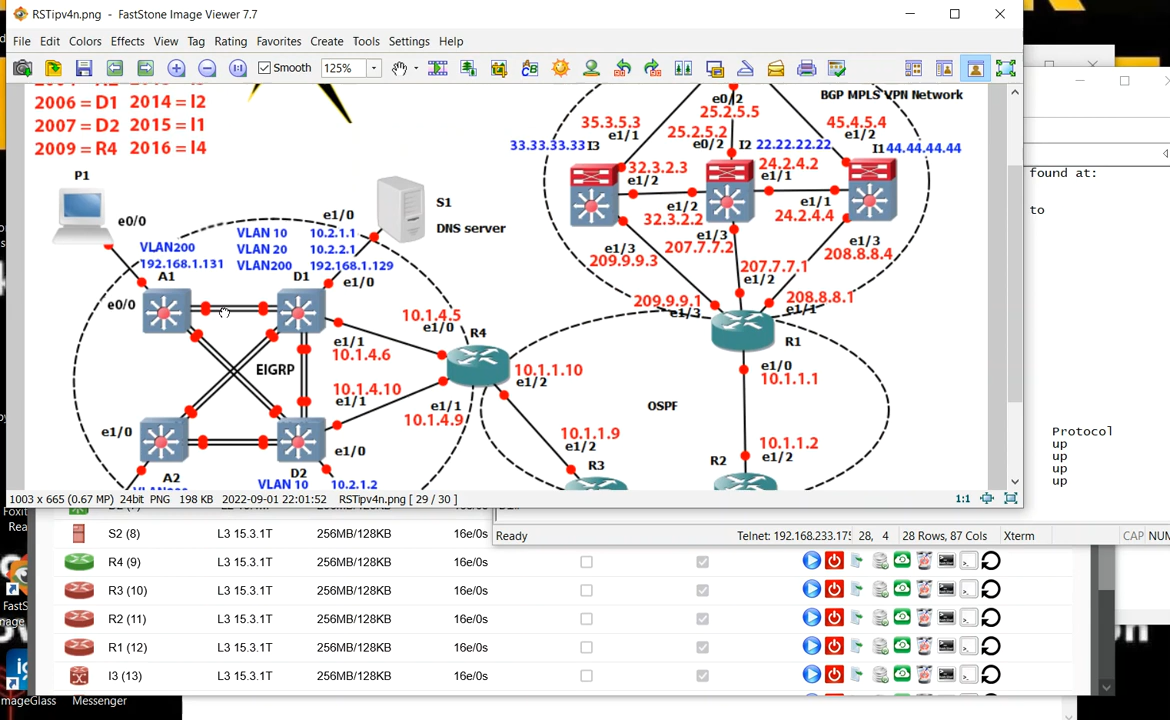 RSTipv4n.png - FastStone Image Viewer 7.7
File Edit Colors Effects View Tag Rating Favorites Create Tools Settings Help
Smooth 125%
2006 = D1 2014 = I2
2007 = D2 2015 = I1
2009 = R4 2016 = I4
BGP MPLS VPN Network
e0/2
25.2.5.5
35.3.5.3
e1/1
25.2.5.2
e0/2
45.4.5.4
e1/2
33.33.33.33 I3
I2 22.22.22.22
I1 44.44.44.44
32.3.2.3
e1/2
24.2.4.2
e1/1
e1/2
32.3.2.2
e1/1
24.2.4.4
e1/3
209.9.9.3
e1/3
207.7.7.2
e1/3
208.8.8.4
207.7.7.1
e1/2
209.9.9.1
e1/3
208.8.8.1
e1/1
R1
e1/0
10.1.1.1
P1
e0/0
S1
DNS server
e1/0
VLAN 10 10.2.1.1
VLAN 20 10.2.2.1
VLAN200 192.168.1.129
VLAN200
192.168.1.131
A1
D1
e1/0
e0/0
10.1.4.5
e1/0
R4
e1/1
10.1.4.6
EIGRP
10.1.4.10
e1/1
10.1.1.10
e1/2
e1/1
10.1.4.9
OSPF
e1/0
e1/0
A2
D2
VLAN 10 10.2.1.2
10.1.1.9
e1/2
R3
10.1.1.2
e1/2
R2
1003 x 665 (0.67 MP) 24bit PNG 198 KB 2022-09-01 22:01:52 RSTipv4n.png [ 29 / 30 ]
1:1
found at:
to
Protocol
up
up
up
up
Ready Telnet: 192.168.233.175 28, 4 28 Rows, 87 Cols Xterm CAP NUM
S2 (8) L3 15.3.1T 256MB/128KB 16e/0s
R4 (9) L3 15.3.1T 256MB/128KB 16e/0s
R3 (10) L3 15.3.1T 256MB/128KB 16e/0s
R2 (11) L3 15.3.1T 256MB/128KB 16e/0s
R1 (12) L3 15.3.1T 256MB/128KB 16e/0s
I3 (13) L3 15.3.1T 256MB/128KB 16e/0s
Foxit
Rea
FastS
mage
ig
mageGlass
Messenger